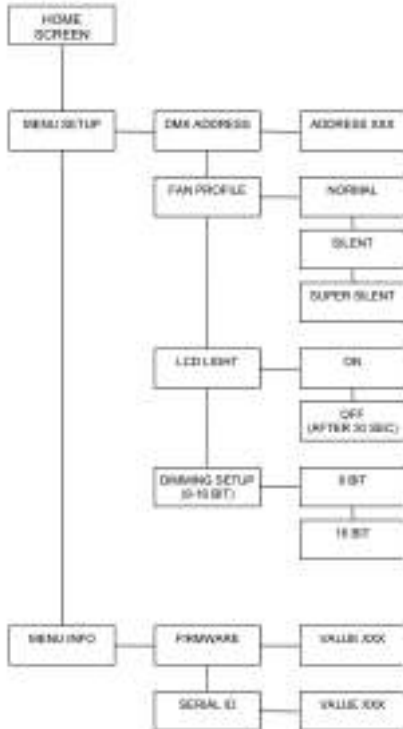 HOME
SCREEN
MENU SETUP
DMX ADDRESS
ADDRESS XXX
FAN PROFILE
NORMAL
SILENT
SUPER SILENT
LCD LIGHT
ON
OFF
(AFTER 30 SEC)
DIMMING SETUP
(8-16 BIT)
8 BIT
16 BIT
MENU INFO
FIRMWARE
VALUE XXX
SERIAL ID
VALUE XXX